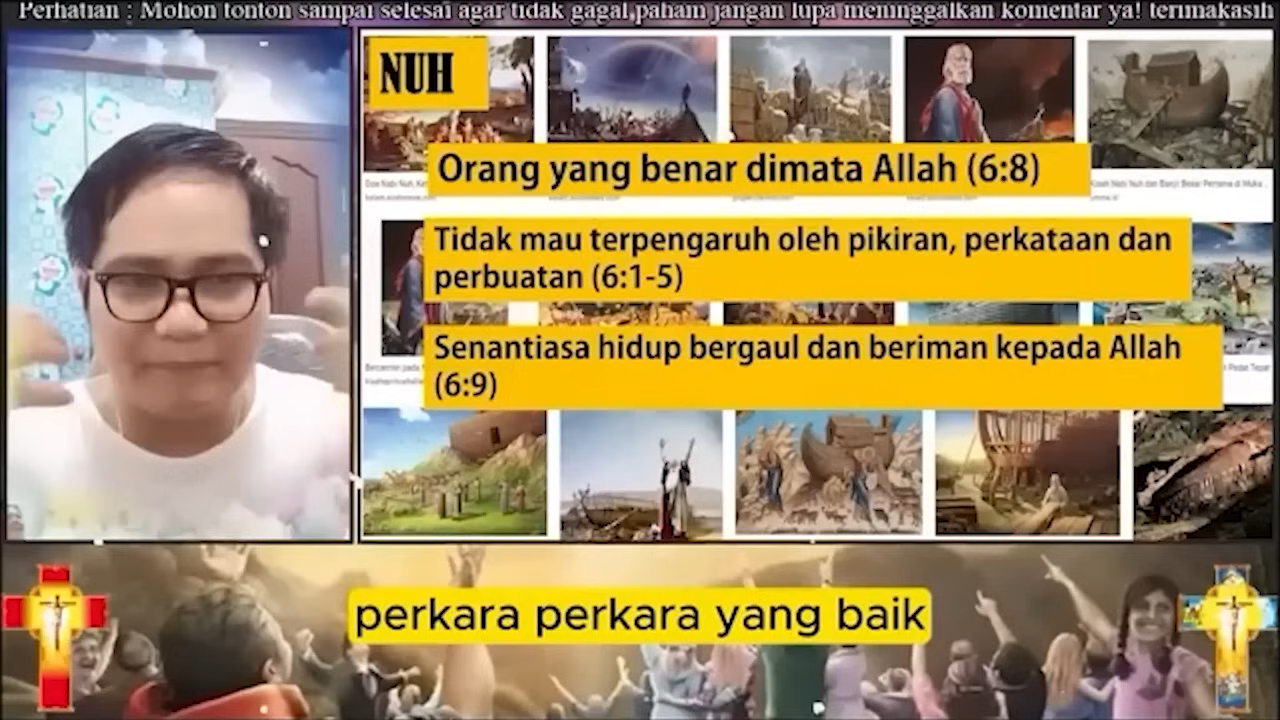 Perhatian : Mohon tonton sampai selesai agar tidak gagal paham jangan lupa meninggalkan komentar ya! terimakasih
NUH
Orang yang benar dimata Allah (6:8)
Tidak mau terpengaruh oleh pikiran, perkataan dan
perbuatan (6:1-5)
Senantiasa hidup bergaul dan beriman kepada Allah
(6:9)
perkara perkara yang baik